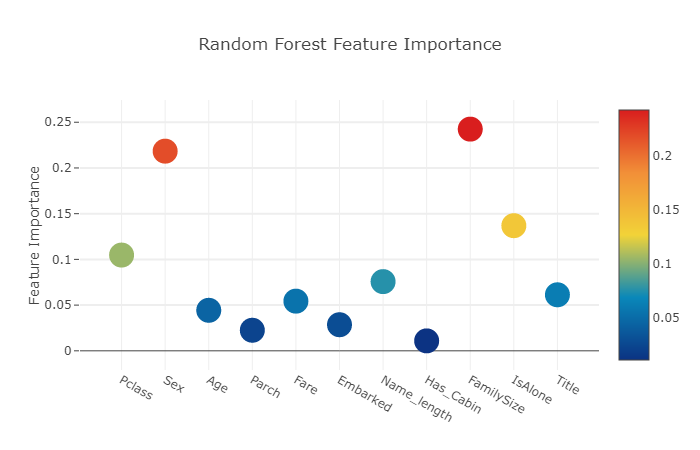 Random Forest Feature Importance
Feature Importance
0.25
0.2
0.15
0.1
0.05
0
Pclass
Sex
Age
Parch
Fare
Embarked
Name_length
Has_Cabin
FamilySize
IsAlone
Title
0.2
0.15
0.1
0.05